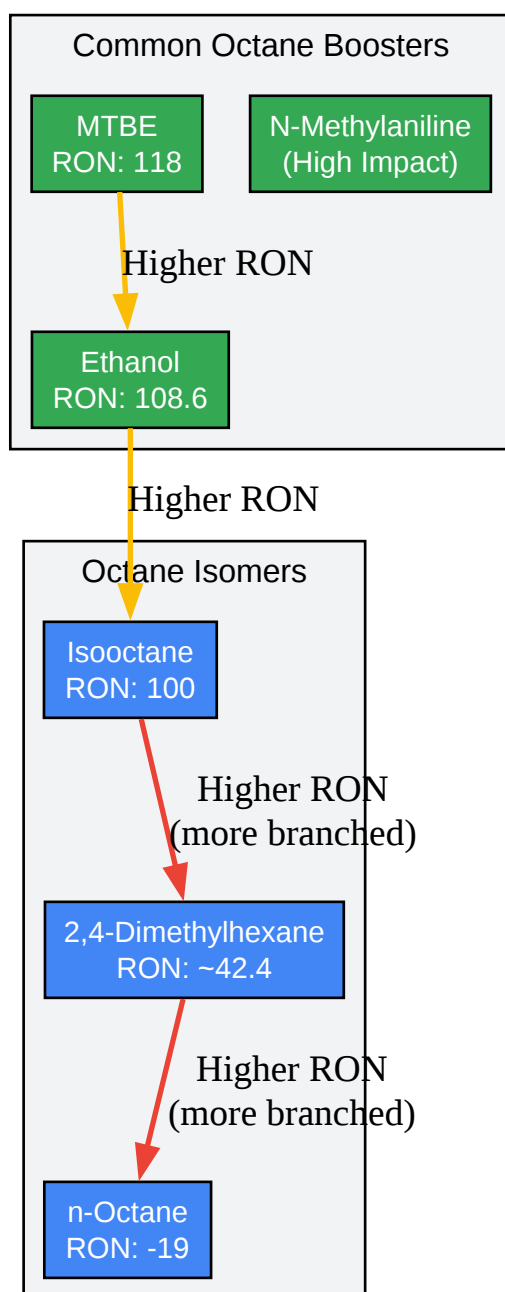 Common Octane Boosters
MTBE
RON: 118
N-Methylaniline
(High Impact)
Higher RON
Ethanol
RON: 108.6
Higher RON
Octane Isomers
Isooctane
RON: 100
Higher RON
(more branched)
2,4-Dimethylhexane
RON: ~42.4
Higher RON
(more branched)
n-Octane
RON: -19